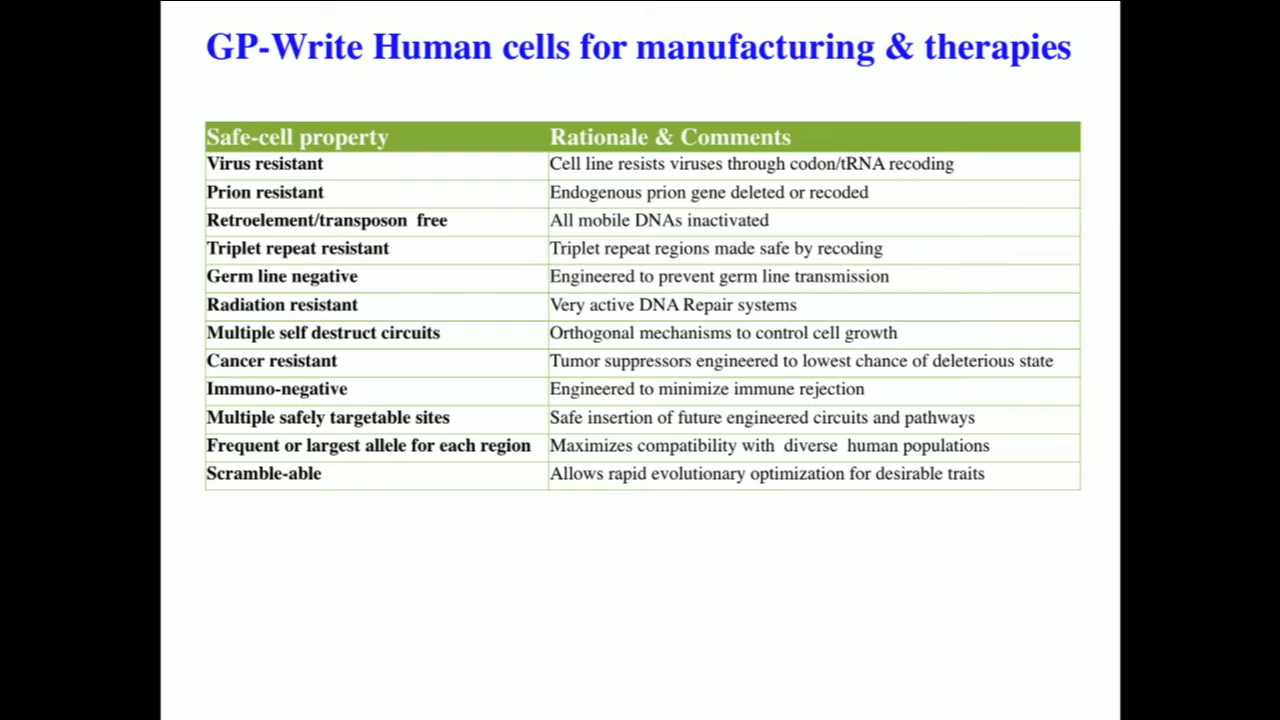 GP-Write Human cells for manufacturing & therapies
Safe-cell property Rationale & Comments
Virus resistant Cell line resists viruses through codon/tRNA recoding
Prion resistant Endogenous prion gene deleted or recoded
Retroelement/transposon free All mobile DNAs inactivated
Triplet repeat resistant Triplet repeat regions made safe by recoding
Germ line negative Engineered to prevent germ line transmission
Radiation resistant Very active DNA Repair systems
Multiple self destruct circuits Orthogonal mechanisms to control cell growth
Cancer resistant Tumor suppressors engineered to lowest chance of deleterious state
Immuno-negative Engineered to minimize immune rejection
Multiple safely targetable sites Safe insertion of future engineered circuits and pathways
Frequent or largest allele for each region Maximizes compatibility with diverse human populations
Scramble-able Allows rapid evolutionary optimization for desirable traits